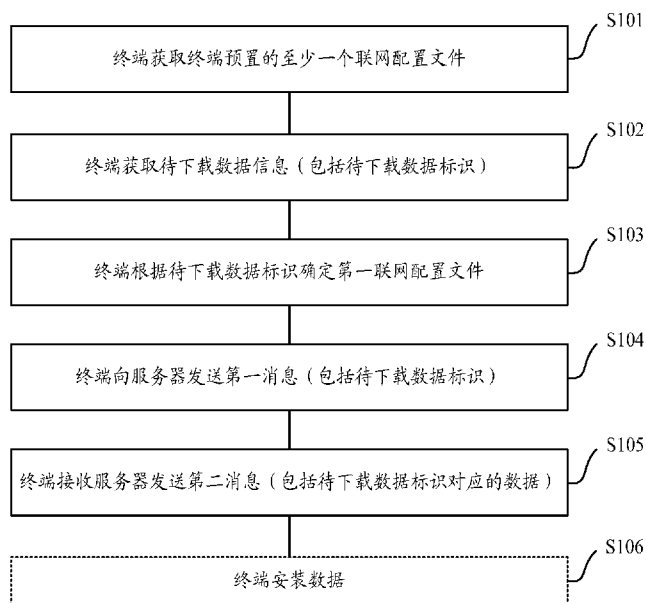 S101
终端获取终端预置的至少一个联网配置文件
S102
终端获取待下载数据信息（包括待下载数据标识）
S103
终端根据待下载数据标识确定第一联网配置文件
S104
终端向服务器发送第一消息（包括待下载数据标识）
S105
终端接收服务器发送第二消息（包括待下载数据标识对应的数据）
S106
终端安装数据